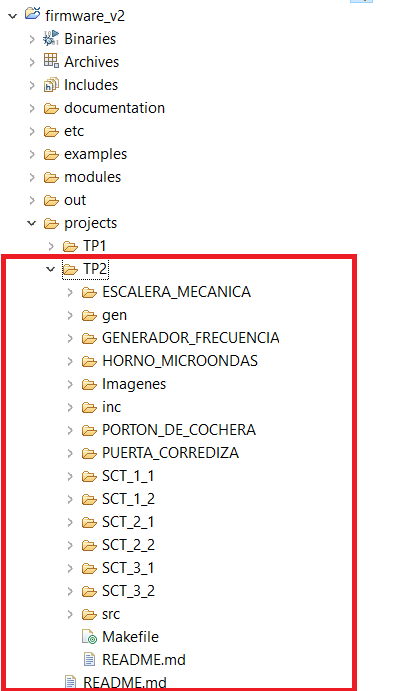 firmware_v2
Binaries
Archives
Includes
documentation
etc
examples
modules
out
projects
TP1
TP2
ESCALERA_MECANICA
gen
GENERADOR_FRECUENCIA
HORNO_MICROONDAS
Imagenes
inc
PORTON_DE_COCHERA
PUERTA_CORREDIZA
SCT_1_1
SCT_1_2
SCT_2_1
SCT_2_2
SCT_3_1
SCT_3_2
src
Makefile
README.md
README.md